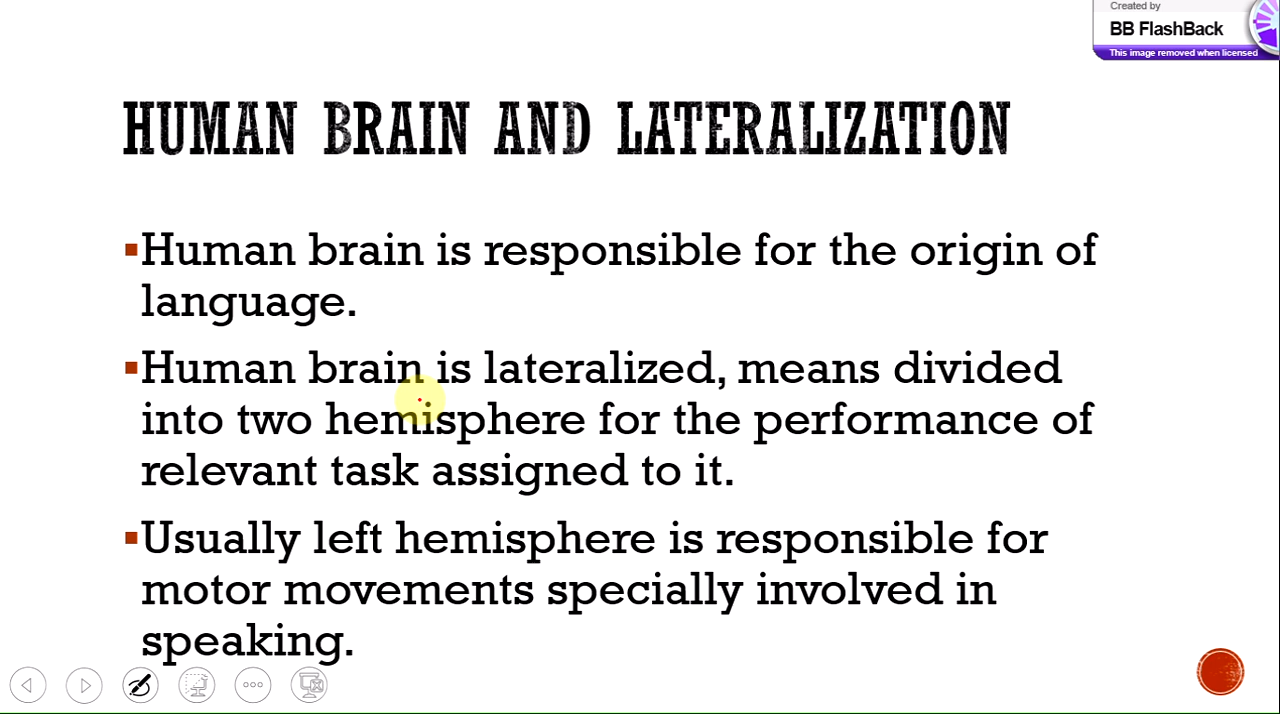 Created by
BB FlashBack
This image removed when licensed
HUMAN BRAIN AND LATERALIZATION
▪Human brain is responsible for the origin of
language.
▪Human brain is lateralized, means divided
into two hemisphere for the performance of
relevant task assigned to it.
▪Usually left hemisphere is responsible for
motor movements specially involved in
speaking.